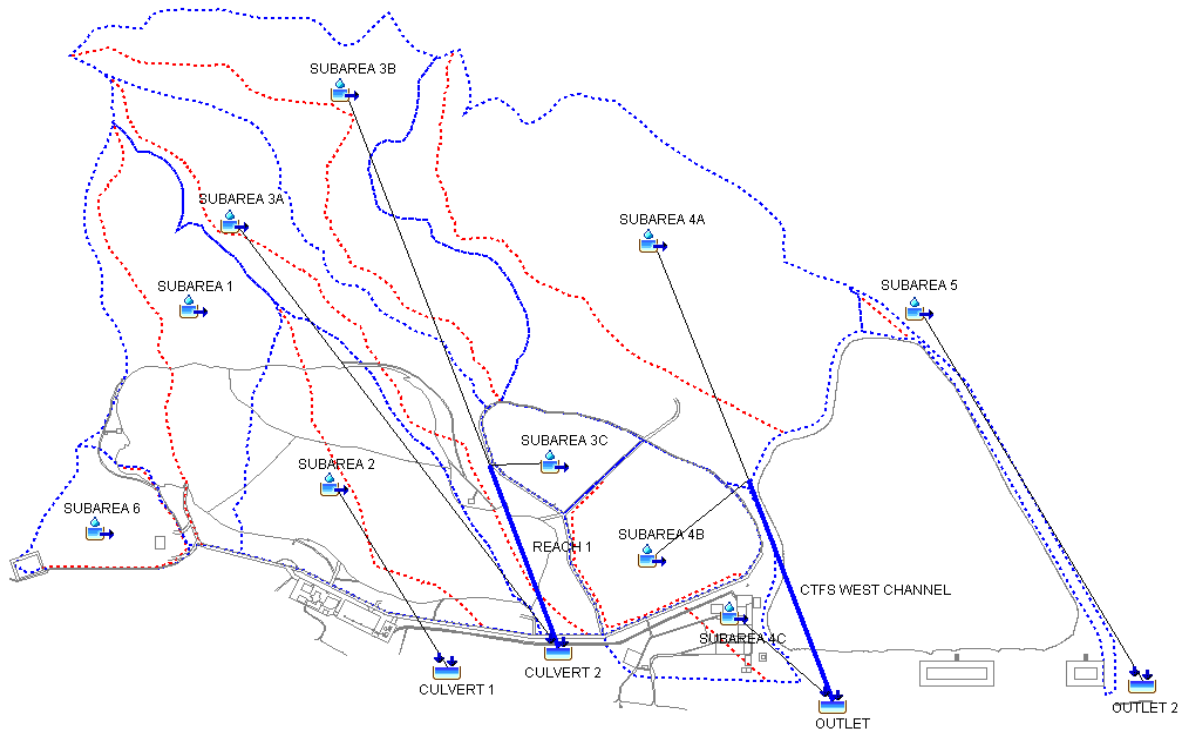 SUBAREA 3B
SUBAREA 3A
SUBAREA 4A
SUBAREA 1
SUBAREA 5
SUBAREA 3C
SUBAREA 2
SUBAREA 6
SUBAREA 4B
REACH 1
CTFS WEST CHANNEL
SUBAREA 4C
CULVERT 2
CULVERT 1
OUTLET 2
OUTLET